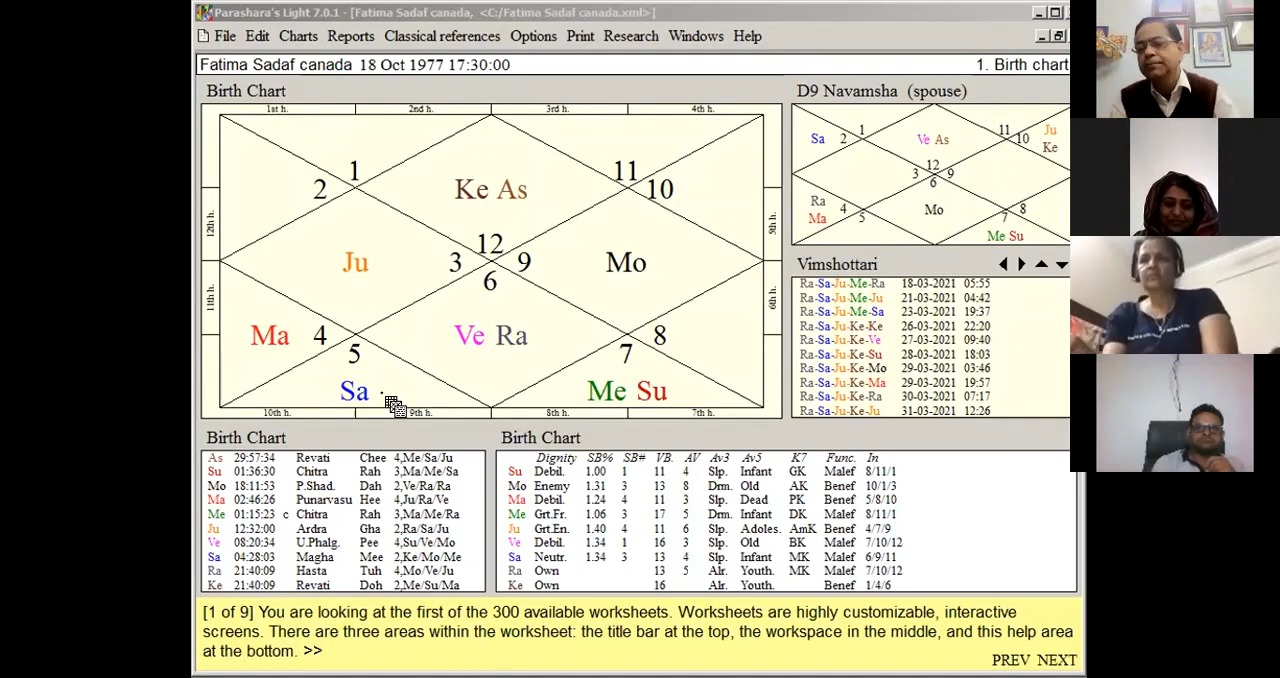 Parashara's Light 7.0.1 - [Fatima Sadaf canada, <C:/Fatima Sadaf canada.xml>]
File Edit Charts Reports Classical references Options Print Research Windows Help
Fatima Sadaf canada 18 Oct 1977 17:30:00 1. Birth chart
Birth Chart
1st h. 2nd h. 3rd h. 4th h.
1 11
2 Ke As 10
12th h. 5th h.
12
Ju 3 9 Mo
6
11th h. 6th h.
Ma 4 Ve Ra 8
5 7
Sa Me Su
10th h. 9th h. 8th h. 7th h.
D9 Navamsha (spouse)
1 11 Ju
Sa 2 Ve As 10 Ke
12
3 9
6
Ra 4 Mo 8
Ma 5 7
Me Su
Vimshottari
Ra-Sa-Ju-Me-Ra 18-03-2021 05:55
Ra-Sa-Ju-Me-Ju 21-03-2021 04:42
Ra-Sa-Ju-Me-Sa 23-03-2021 19:37
Ra-Sa-Ju-Ke-Ke 26-03-2021 22:20
Ra-Sa-Ju-Ke-Ve 27-03-2021 09:40
Ra-Sa-Ju-Ke-Su 28-03-2021 18:03
Ra-Sa-Ju-Ke-Mo 29-03-2021 03:46
Ra-Sa-Ju-Ke-Ma 29-03-2021 19:57
Ra-Sa-Ju-Ke-Ra 30-03-2021 07:17
Ra-Sa-Ju-Ke-Ju 31-03-2021 12:26
Birth Chart
As 29:57:34 Revati Chee 4,Me/Sa/Ju
Su 01:36:30 Chitra Rah 3,Ma/Me/Sa
Mo 18:11:53 P.Shad. Dah 2,Ve/Ra/Ra
Ma 02:46:26 Punarvasu Hee 4,Ju/Ra/Ve
Me 01:15:23 c Chitra Rah 3,Ma/Me/Ra
Ju 12:32:00 Ardra Gha 2,Ra/Sa/Ju
Ve 08:20:34 U.Phalg. Pee 4,Su/Ve/Mo
Sa 04:28:03 Magha Mee 2,Ke/Mo/Me
Ra 21:40:09 Hasta Tuh 4,Mo/Ve/Ju
Ke 21:40:09 Revati Doh 2,Me/Su/Ma
Birth Chart
Dignity SB% SB# VB. AV Av3 Av5 K7 Func. In
Su Debil. 1.00 1 11 4 Slp. Infant GK Malef 8/11/1
Mo Enemy 1.31 3 13 8 Drm. Old AK Benef 10/1/3
Ma Debil. 1.24 4 11 3 Slp. Dead PK Benef 5/8/10
Me Grt.Fr. 1.06 3 17 5 Drm. Infant DK Malef 8/11/1
Ju Grt.En. 1.40 4 11 6 Slp. Adoles. AmK Benef 4/7/9
Ve Debil. 1.34 1 16 3 Slp. Old BK Malef 7/10/12
Sa Neutr. 1.34 3 13 4 Slp. Infant MK Malef 6/9/11
Ra Own 13 5 Alr. Youth. MK Malef 7/10/12
Ke Own 16 Alr. Youth. Benef 1/4/6
[1 of 9] You are looking at the first of the 300 available worksheets. Worksheets are highly customizable, interactive
screens. There are three areas within the worksheet: the title bar at the top, the workspace in the middle, and this help area
at the bottom. >>
PREV NEXT